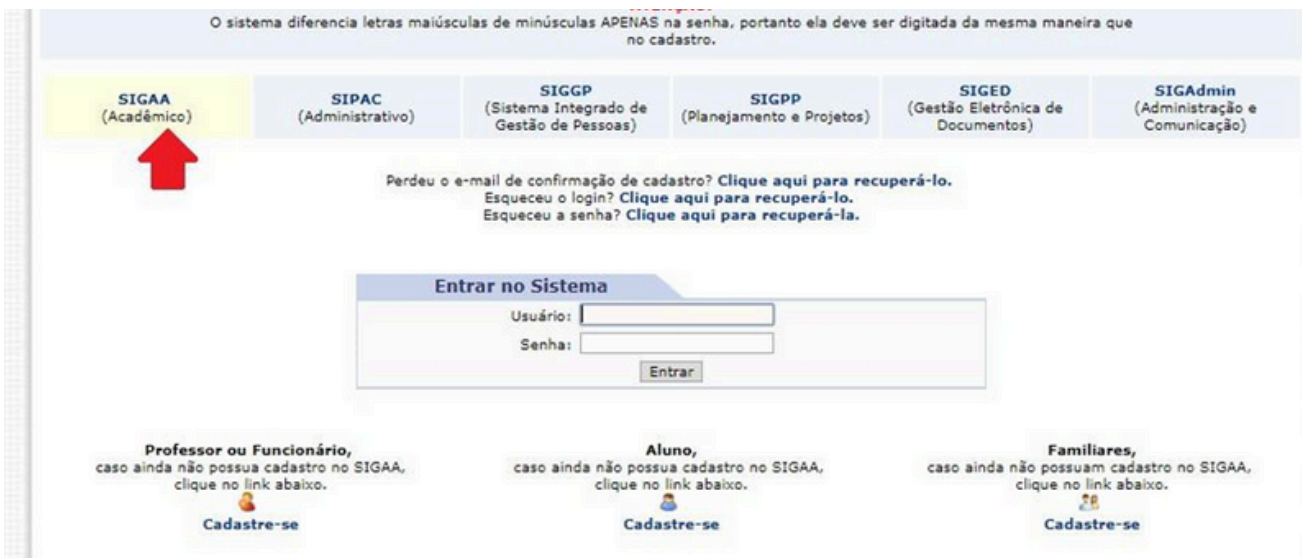 O sistema diferencia letras maiúsculas de minúsculas APENAS na senha, portanto ela deve ser digitada da mesma maneira que
no cadastro.
SIGAA
(Acadêmico)
SIPAC
(Administrativo)
SIGGP
(Sistema Integrado de
Gestão de Pessoas)
SIGPP
(Planejamento e Projetos)
SIGED
(Gestão Eletrônica de
Documentos)
SIGAdmin
(Administração e
Comunicação)
Perdeu o e-mail de confirmação de cadastro? Clique aqui para recuperá-lo.
Esqueceu o login? Clique aqui para recuperá-lo.
Esqueceu a senha? Clique aqui para recuperá-la.
Entrar no Sistema
Usuário:
Senha:
Entrar
Professor ou Funcionário,
caso ainda não possua cadastro no SIGAA,
clique no link abaixo.
Cadastre-se
Aluno,
caso ainda não possua cadastro no SIGAA,
clique no link abaixo.
Cadastre-se
Familiares,
caso ainda não possuam cadastro no SIGAA,
clique no link abaixo.
Cadastre-se